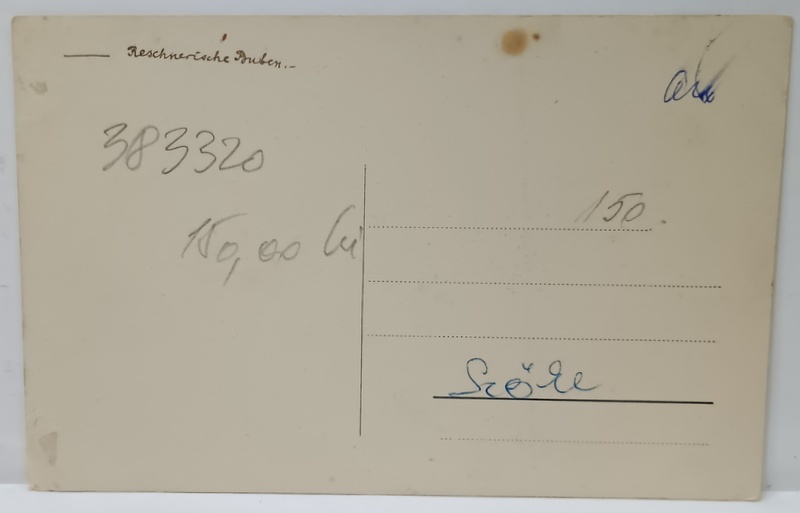 Reschnerische Buben.-
383320
150,00 lei
150.
Szőke